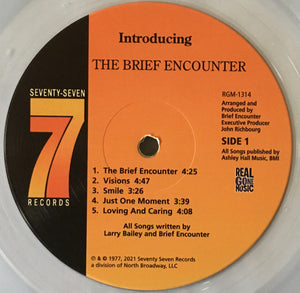 Introducing
THE BRIEF ENCOUNTER
SEVENTY-SEVEN
7
RECORDS
RGM-1314
Arranged and
Produced by
Brief Encounter
Executive Producer
John Richbourg
SIDE 1
All Songs published by
Ashley Hall Music, BMI
REAL
GONE
MUSIC
1. The Brief Encounter 4:25
2. Visions 4:47
3. Smile 3:26
4. Just One Moment 3:39
5. Loving And Caring 4:08
All Songs written by
Larry Bailey and Brief Encounter
℗ & © 1977, 2021 Seventy Seven Records
a division of North Broadway, LLC